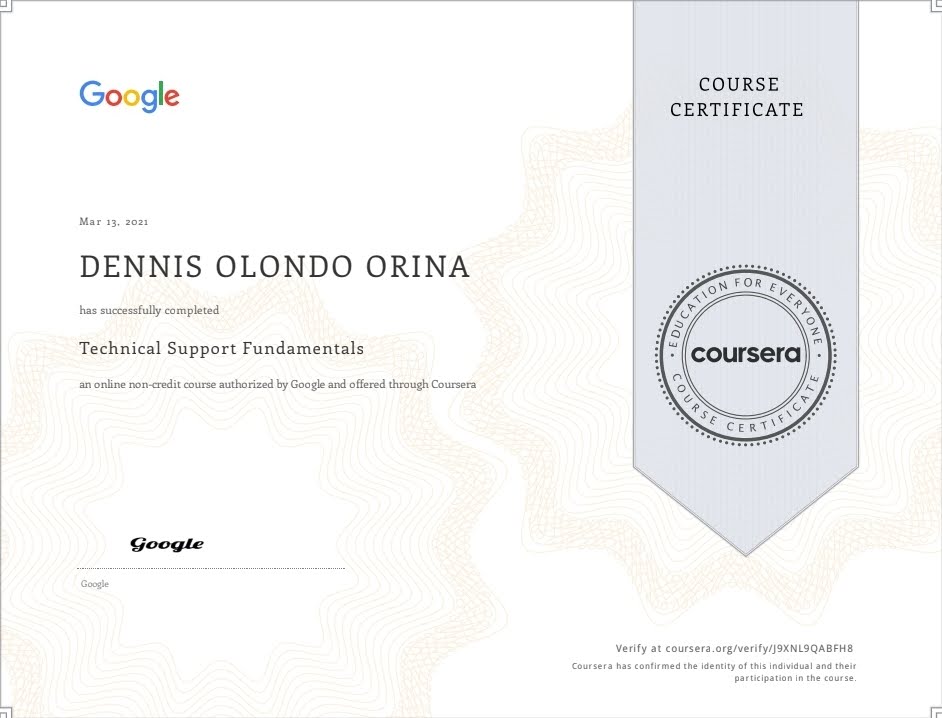 Google
COURSE
CERTIFICATE
Mar 13, 2021
DENNIS OLONDO ORINA
has successfully completed
Technical Support Fundamentals
an online non-credit course authorized by Google and offered through Coursera
EDUCATION FOR EVERYONE
coursera
COURSE CERTIFICATE
Google
Google
Verify at coursera.org/verify/J9XNL9QABFH8
Coursera has confirmed the identity of this individual and their
participation in the course.